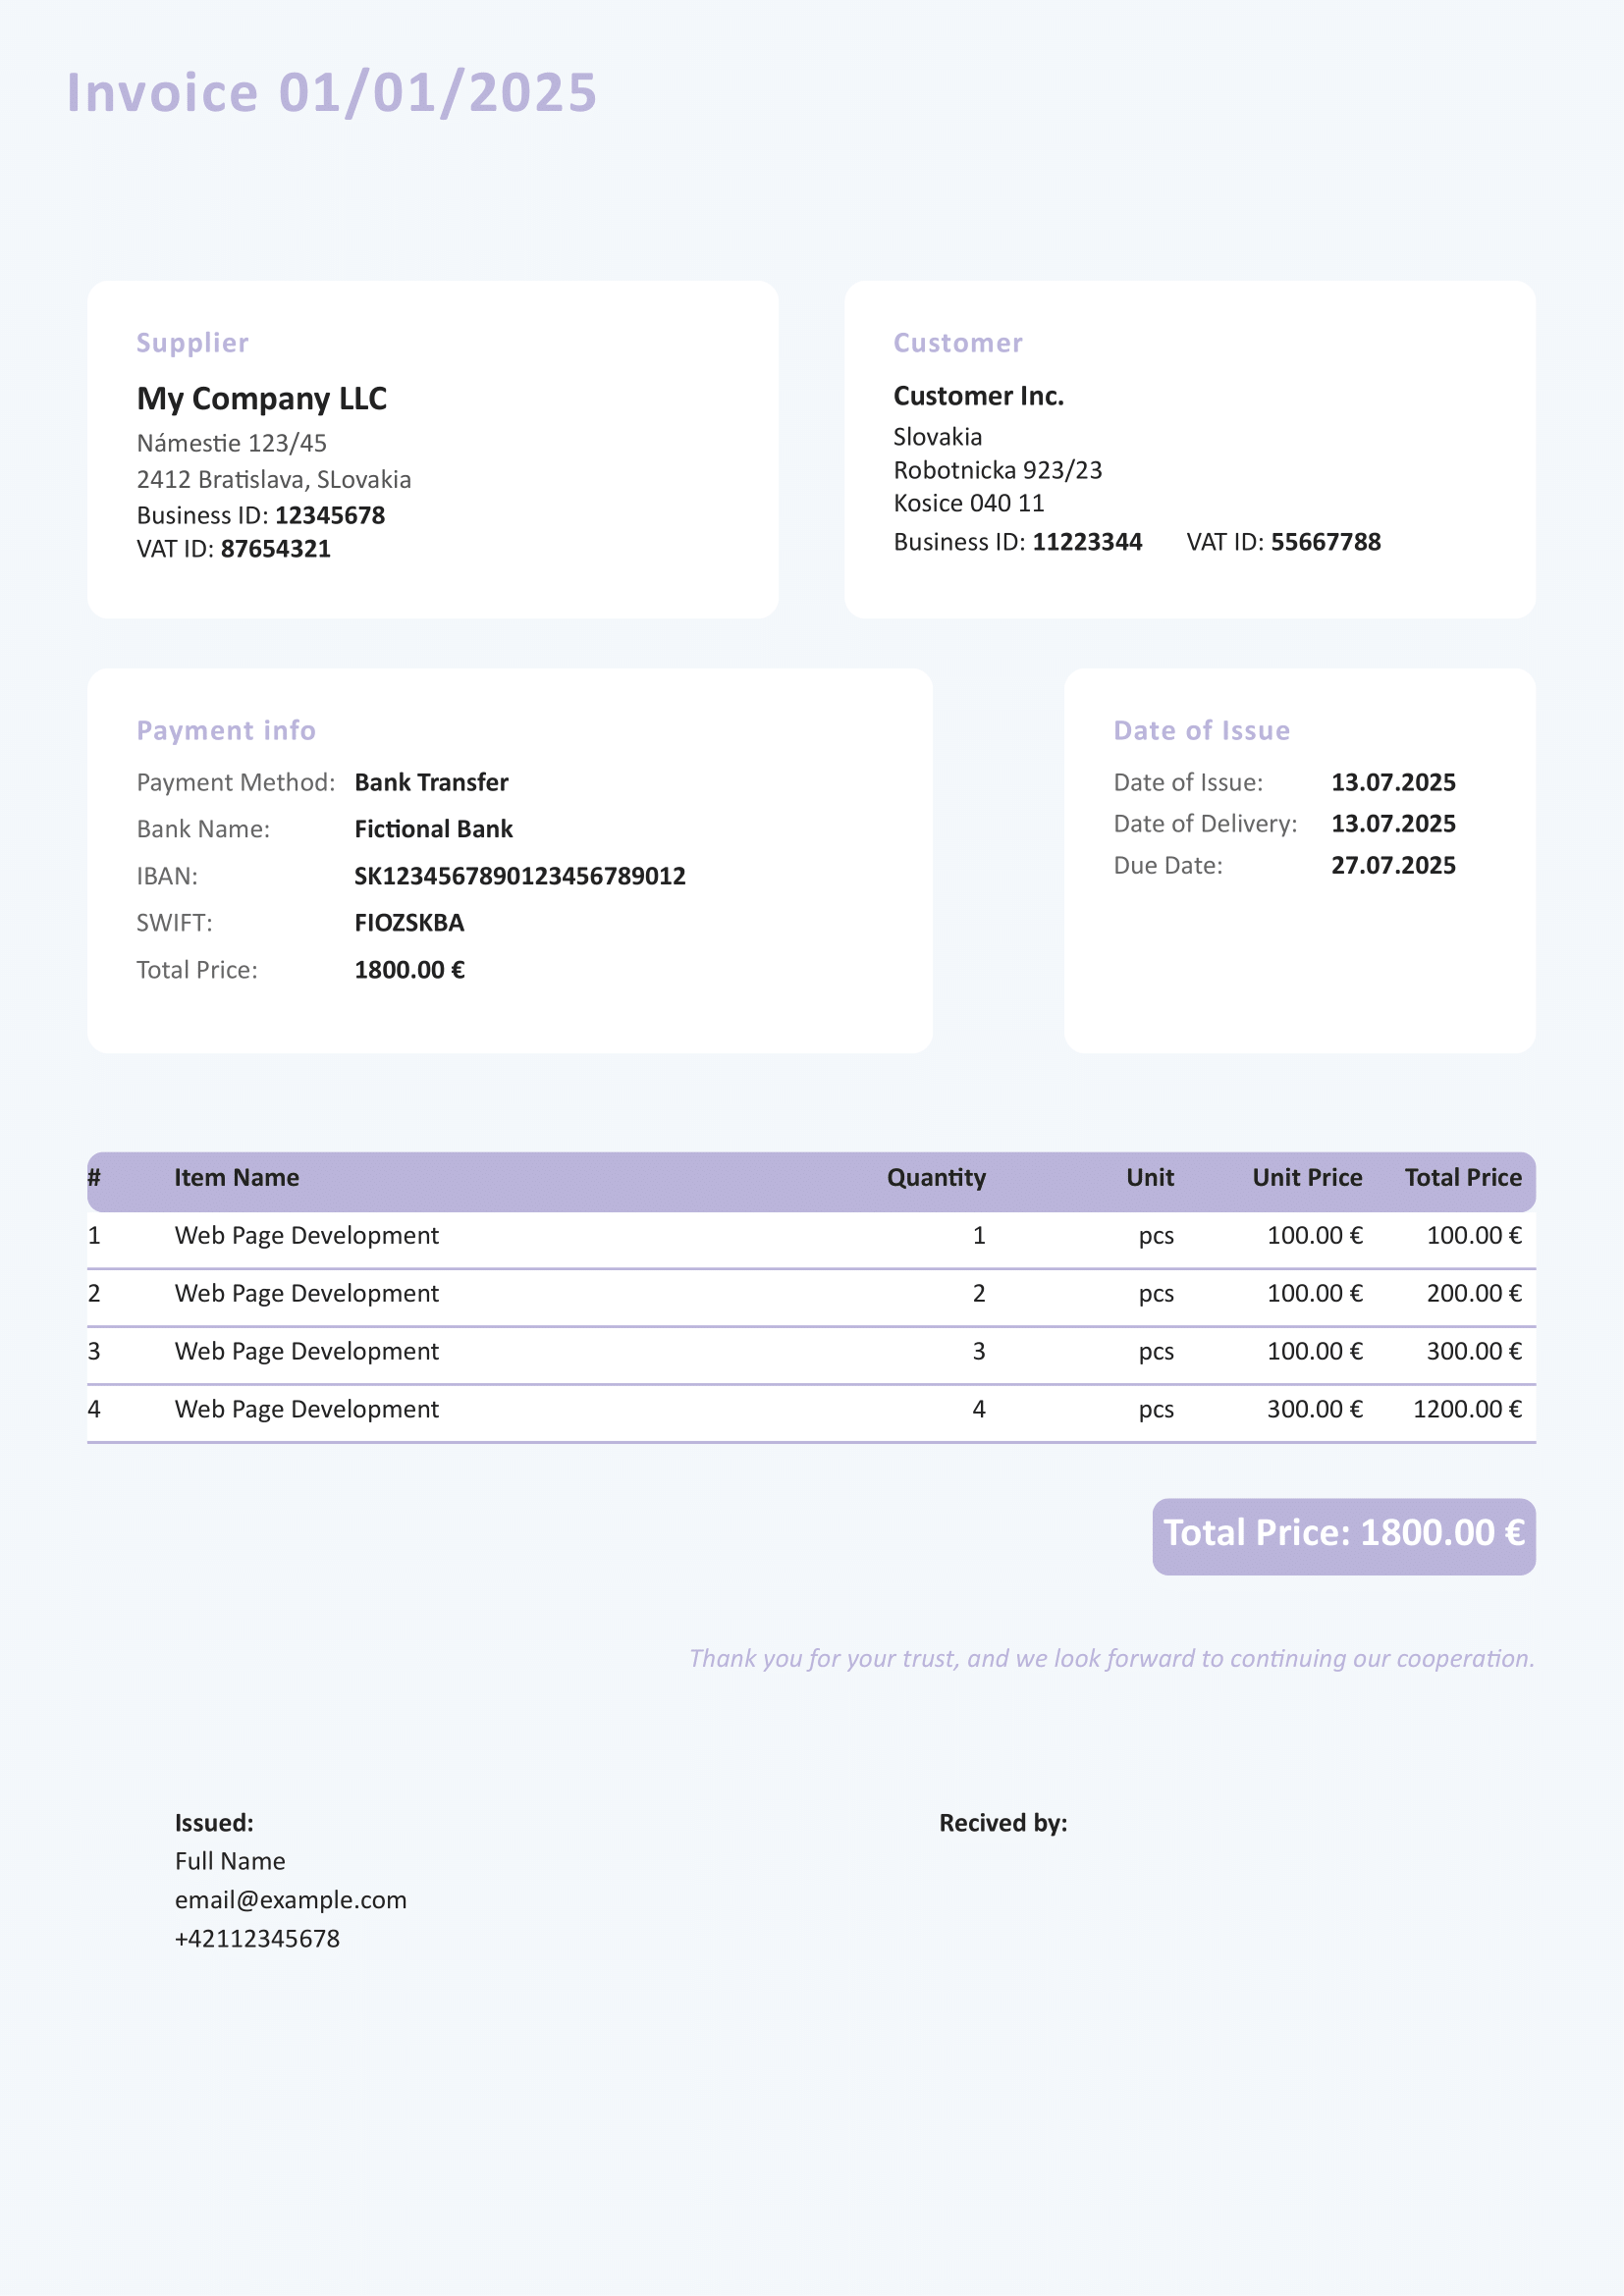 Invoice 01/01/2025
Supplier
My Company LLC
Námestie 123/45
2412 Bratislava, SLovakia
Business ID: 12345678
VAT ID: 87654321
Customer
Customer Inc.
Slovakia
Robotnicka 923/23
Kosice 040 11
Business ID: 11223344 VAT ID: 55667788
Payment info
Payment Method: Bank Transfer
Bank Name: Fictional Bank
IBAN: SK1234567890123456789012
SWIFT: FIOZSKBA
Total Price: 1800.00 €
Date of Issue
Date of Issue: 13.07.2025
Date of Delivery: 13.07.2025
Due Date: 27.07.2025
# Item Name Quantity Unit Unit Price Total Price
1 Web Page Development 1 pcs 100.00 € 100.00 €
2 Web Page Development 2 pcs 100.00 € 200.00 €
3 Web Page Development 3 pcs 100.00 € 300.00 €
4 Web Page Development 4 pcs 300.00 € 1200.00 €
Total Price: 1800.00 €
Thank you for your trust, and we look forward to continuing our cooperation.
Issued:
Full Name
email@example.com
+42112345678
Recived by: